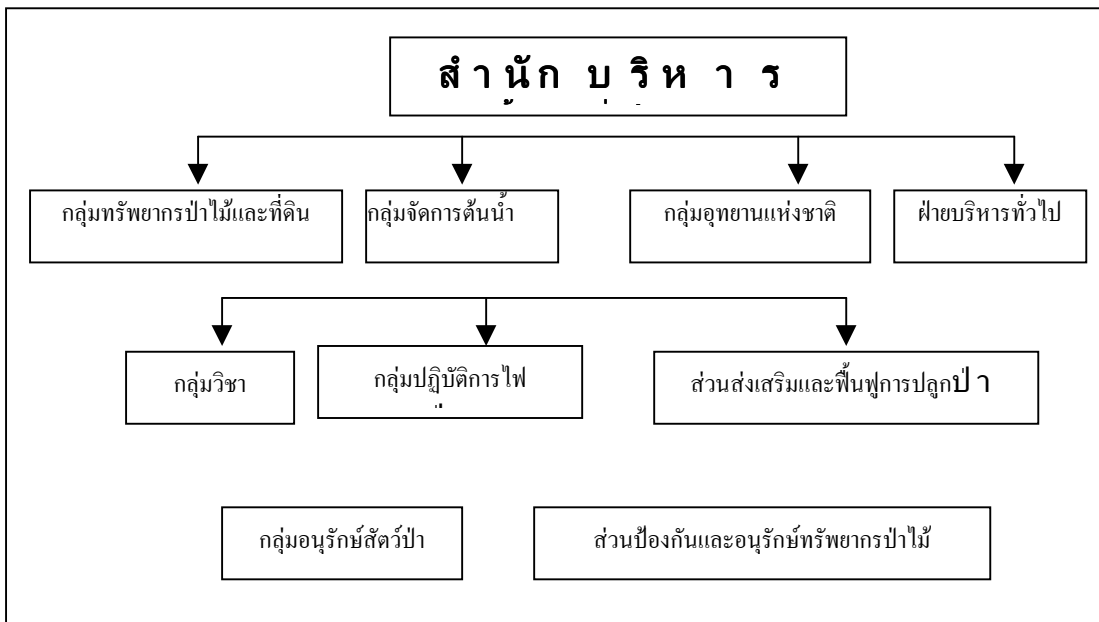 สำนัก บริหาร
กลุ่มทรัพยากรป่าไม้และที่ดิน
กลุ่มจัดการต้นน้ำ
กลุ่มอุทยานแห่งชาติ
ฝ่ายบริหารทั่วไป
กลุ่มวิชา
กลุ่มปฏิบัติการไฟ
ส่วนส่งเสริมและฟื้นฟูการปลูกป่า
กลุ่มอนุรักษ์สัตว์ป่า
ส่วนป้องกันและอนุรักษ์ทรัพยากรป่าไม้